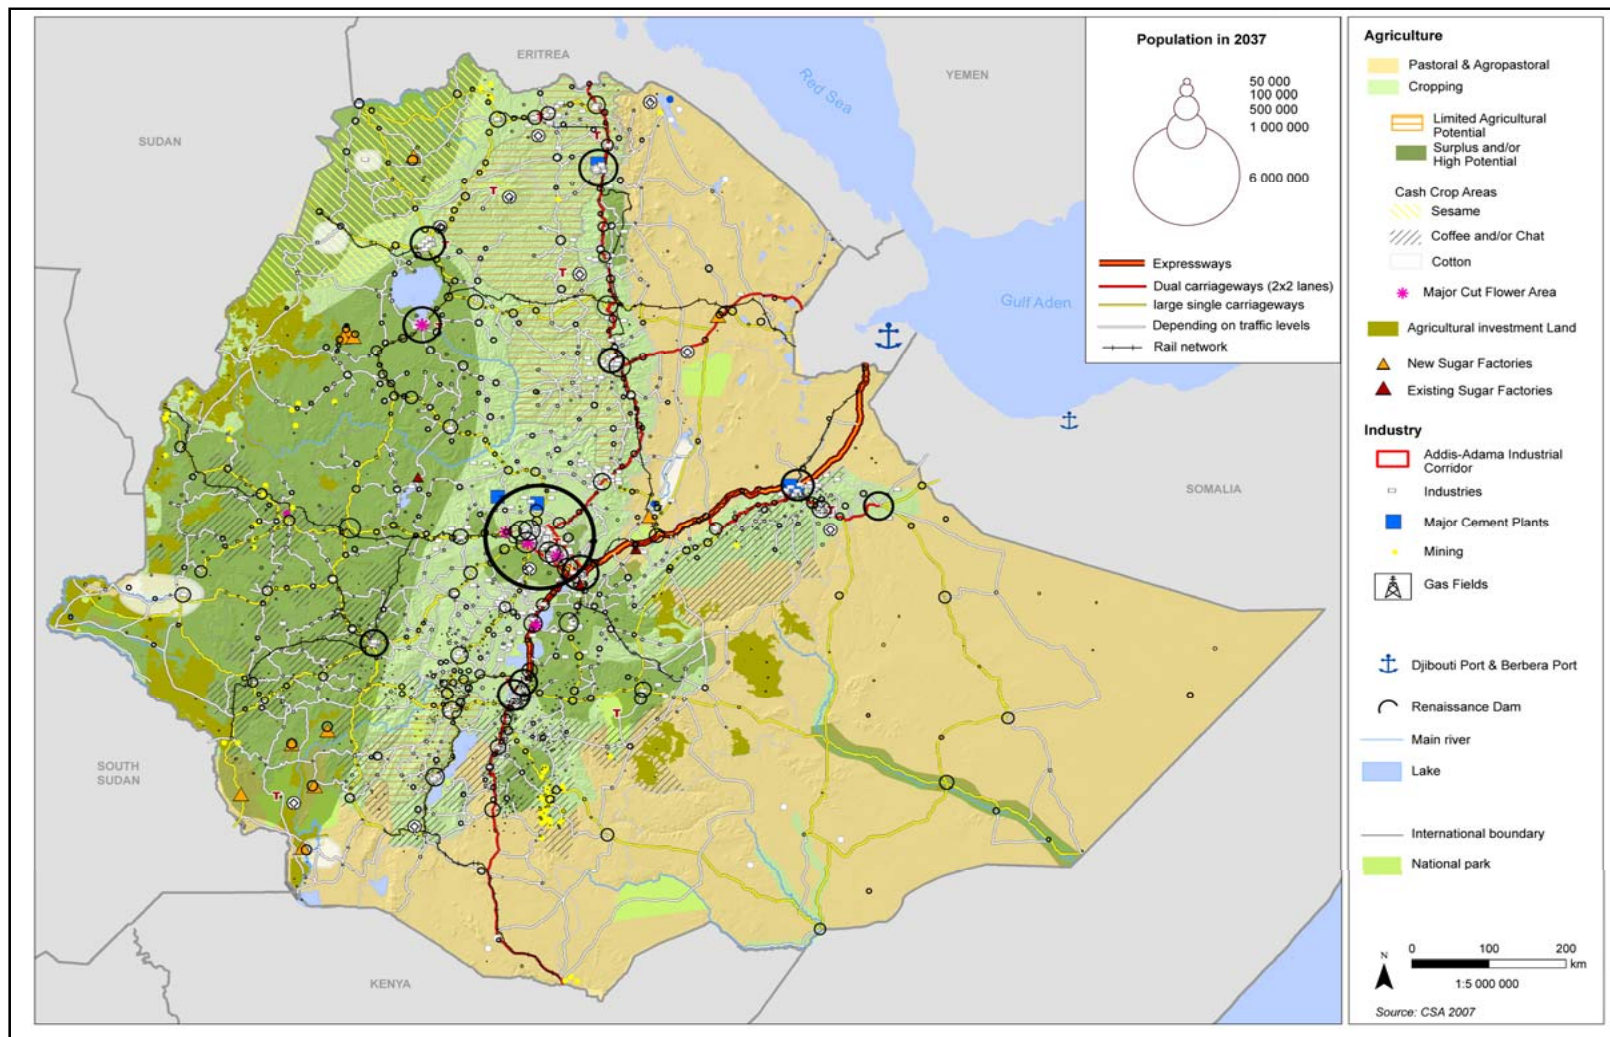 ERITREA
YEMEN
Red Sea
SUDAN
Gulf Aden
SOMALIA
SOUTH
SUDAN
KENYA
T
T
T
T
T
T
Population in 2037
50 000
100 000
500 000
1 000 000
6 000 000
Expressways
Dual carriageways (2x2 lanes)
large single carriageways
Depending on traffic levels
Rail network
Agriculture
Pastoral & Agropastoral
Cropping
Limited Agricultural
Potential
Surplus and/or
High Potential
Cash Crop Areas
Sesame
Coffee and/or Chat
Cotton
Major Cut Flower Area
Agricultural investment Land
New Sugar Factories
Existing Sugar Factories
Industry
Addis-Adama Industrial
Corridor
Industries
Major Cement Plants
Mining
Gas Fields
Djibouti Port & Berbera Port
Renaissance Dam
Main river
Lake
International boundary
National park
N
0 100 200
km
1:5 000 000
Source: CSA 2007